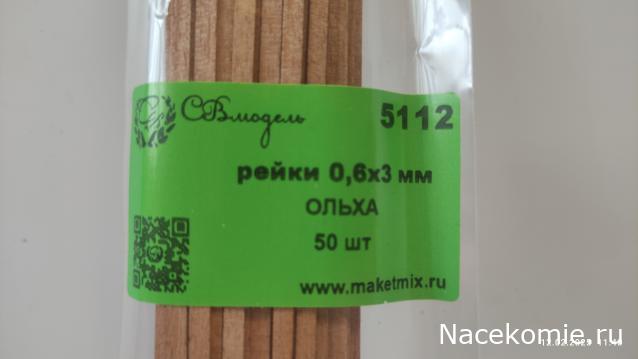 СВмодель 5112
рейки 0,6х3 мм
ОЛЬХА
50 шт
www.maketmix.ru
Nacekomie.ru